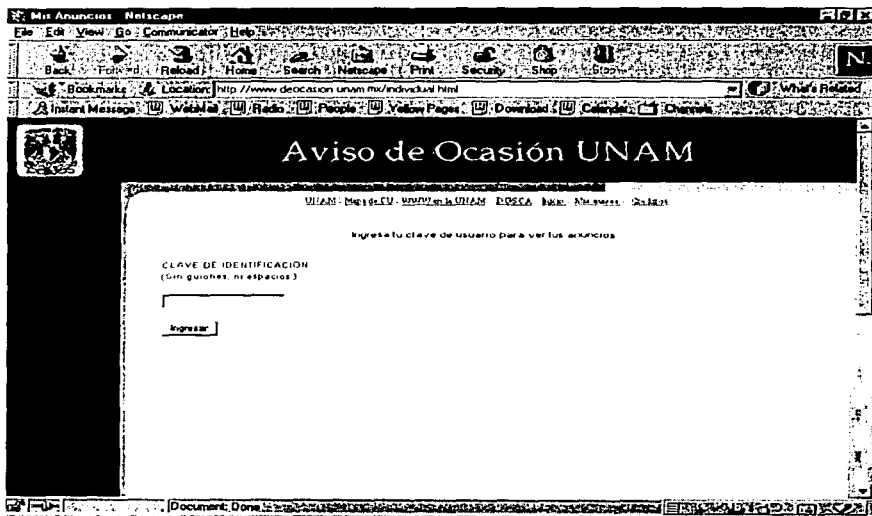 Mis Anuncios - Netscape
File Edit View Go Communicator Help
Back Forward Reload Home Search Netscape Print Security Shop Stop
N
Bookmarks Location: http://www.deocasion.unam.mx/individual.html What's Related
Instant Message WebMail Radio People Yellow Pages Download Calendar Channels
Aviso de Ocasión UNAM
UNAM Mapa de CU WWW en la UNAM DGSCA Inicio
Ingresa tu clave de usuario para ver tus anuncios
CLAVE DE IDENTIFICACION
(Sin guiones, ni espacios)
Ingresar
Document: Done